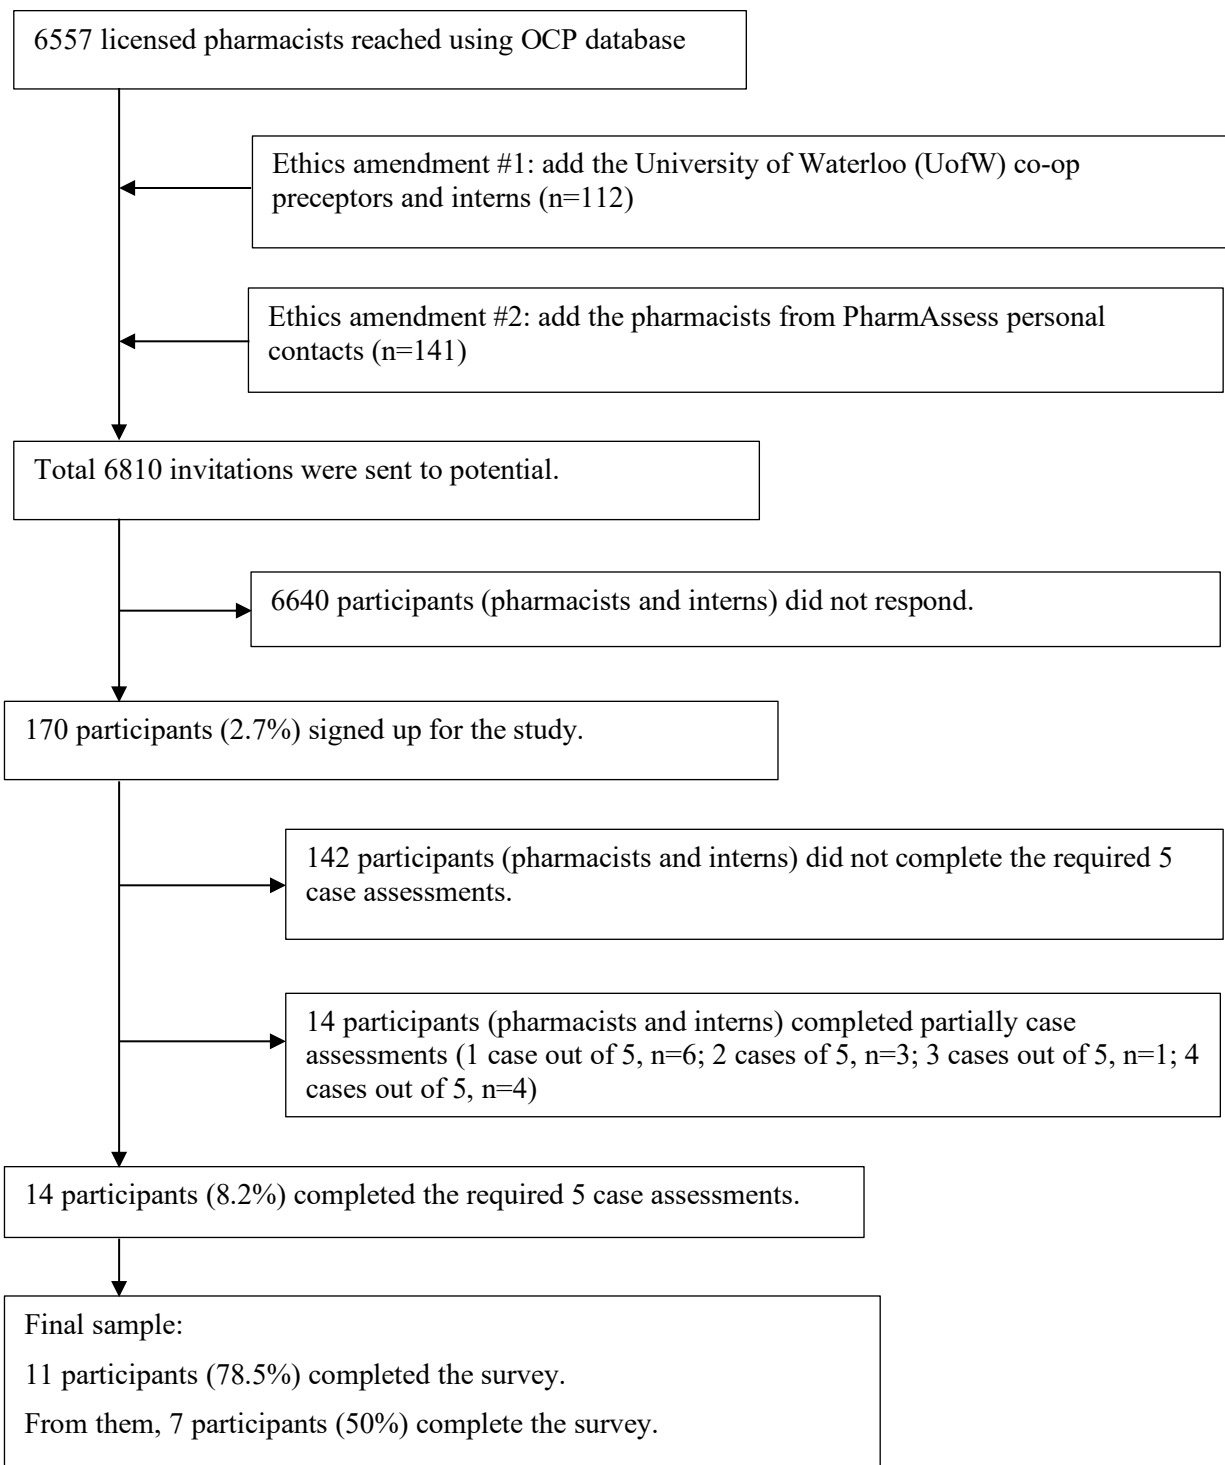 6557 licensed pharmacists reached using OCP database
Ethics amendment #1: add the University of Waterloo (UofW) co-op
preceptors and interns (n=112)
Ethics amendment #2: add the pharmacists from PharmAssess personal
contacts (n=141)
Total 6810 invitations were sent to potential.
6640 participants (pharmacists and interns) did not respond.
170 participants (2.7%) signed up for the study.
142 participants (pharmacists and interns) did not complete the required 5
case assessments.
14 participants (pharmacists and interns) completed partially case
assessments (1 case out of 5, n=6; 2 cases of 5, n=3; 3 cases out of 5, n=1; 4
cases out of 5, n=4)
14 participants (8.2%) completed the required 5 case assessments.
Final sample:
11 participants (78.5%) completed the survey.
From them, 7 participants (50%) complete the survey.